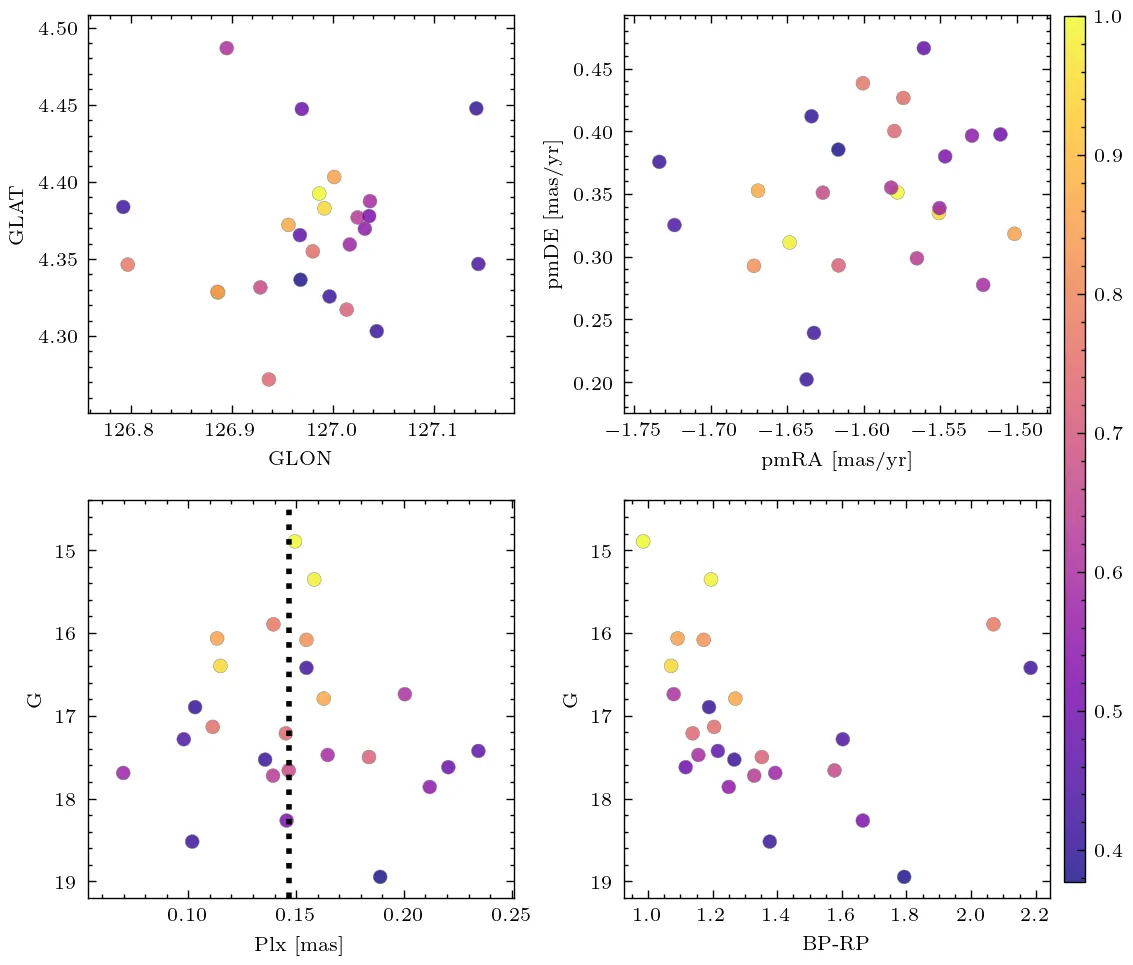 4.50
4.45
4.40
4.35
4.30
GLAT
126.8 126.9 127.0 127.1
GLON
0.45
0.40
0.35
0.30
0.25
0.20
pmDE [mas/yr]
−1.75 −1.70 −1.65 −1.60 −1.55 −1.50
pmRA [mas/yr]
1.0
0.9
0.8
0.7
0.6
0.5
0.4
15
16
17
18
19
G
0.10 0.15 0.20 0.25
Plx [mas]
15
16
17
18
19
G
1.0 1.2 1.4 1.6 1.8 2.0 2.2
BP-RP